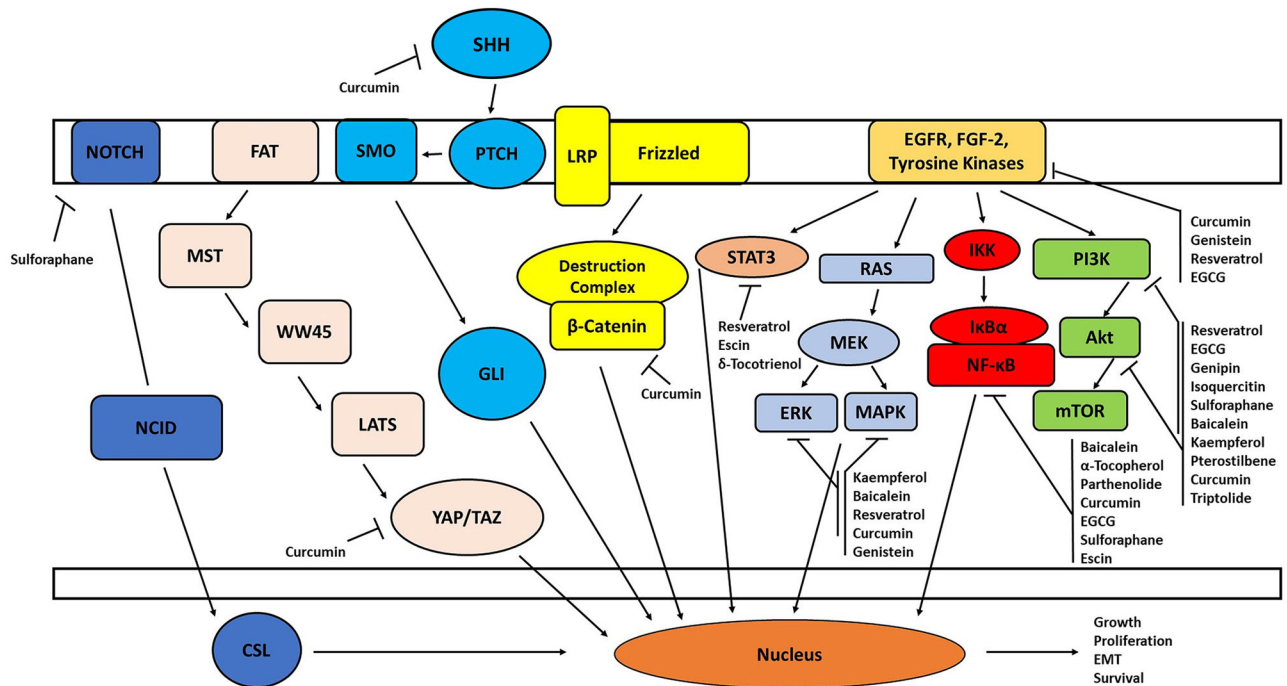 SHH
Curcumin
NOTCH
FAT
SMO
PTCH
LRP
Frizzled
EGFR, FGF-2,
Tyrosine Kinases
Sulforaphane
MST
WW45
LATS
NCID
GLI
Destruction
Complex
β-Catenin
Curcumin
STAT3
Resveratrol
Escin
δ-Tocotrienol
RAS
MEK
ERK
MAPK
IKK
IκBα
NF-κB
PI3K
Akt
mTOR
Curcumin
Genistein
Resveratrol
EGCG
Resveratrol
EGCG
Genipin
Isoquercitin
Sulforaphane
Baicalein
Kaempferol
Pterostilbene
Curcumin
Triptolide
Baicalein
α-Tocopherol
Parthenolide
Curcumin
EGCG
Sulforaphane
Escin
Kaempferol
Baicalein
Resveratrol
Curcumin
Genistein
YAP/TAZ
Curcumin
CSL
Nucleus
Growth
Proliferation
EMT
Survival